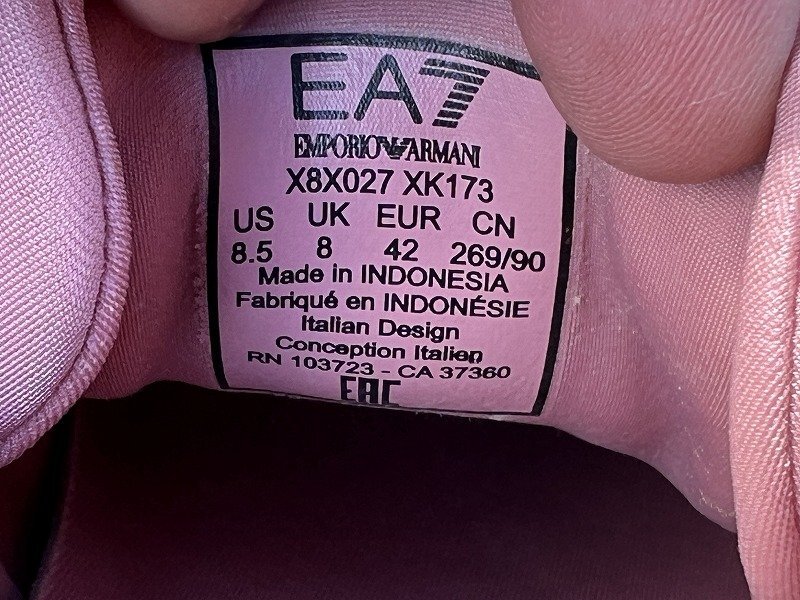 EA7
EMPORIO ARMANI
X8X027 XK173
US UK EUR CN
8.5 8 42 269/90
Made in INDONESIA
Fabriqué en INDONÉSIE
Italian Design
Conception Italien
RN 103723 - CA 37360
EAC